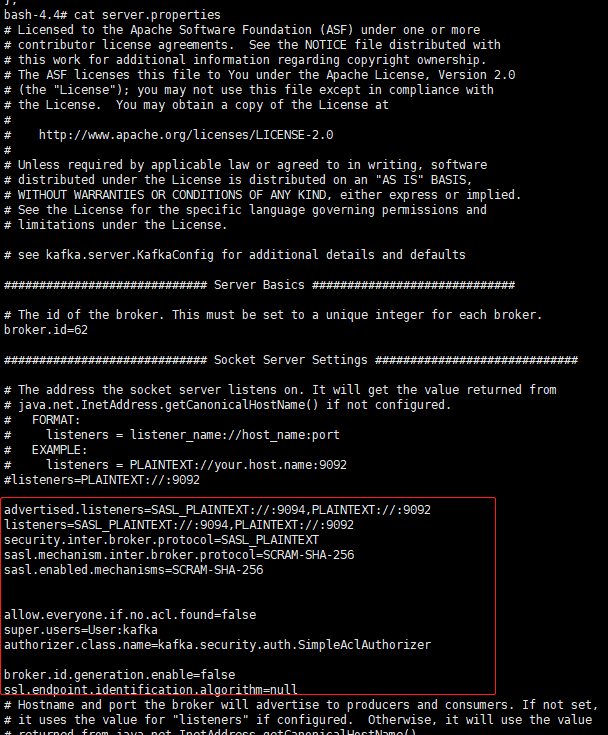 };
bash-4.4# cat server.properties
# Licensed to the Apache Software Foundation (ASF) under one or more
# contributor license agreements.  See the NOTICE file distributed with
# this work for additional information regarding copyright ownership.
# The ASF licenses this file to You under the Apache License, Version 2.0
# (the "License"); you may not use this file except in compliance with
# the License.  You may obtain a copy of the License at
#
#    http://www.apache.org/licenses/LICENSE-2.0
#
# Unless required by applicable law or agreed to in writing, software
# distributed under the License is distributed on an "AS IS" BASIS,
# WITHOUT WARRANTIES OR CONDITIONS OF ANY KIND, either express or implied.
# See the License for the specific language governing permissions and
# limitations under the License.

# see kafka.server.KafkaConfig for additional details and defaults

############################# Server Basics #############################

# The id of the broker. This must be set to a unique integer for each broker.
broker.id=62

############################# Socket Server Settings #############################

# The address the socket server listens on. It will get the value returned from
# java.net.InetAddress.getCanonicalHostName() if not configured.
#   FORMAT:
#     listeners = listener_name://host_name:port
#   EXAMPLE:
#     listeners = PLAINTEXT://your.host.name:9092
#listeners=PLAINTEXT://:9092

advertised.listeners=SASL_PLAINTEXT://:9094,PLAINTEXT://:9092
listeners=SASL_PLAINTEXT://:9094,PLAINTEXT://:9092
security.inter.broker.protocol=SASL_PLAINTEXT
sasl.mechanism.inter.broker.protocol=SCRAM-SHA-256
sasl.enabled.mechanisms=SCRAM-SHA-256


allow.everyone.if.no.acl.found=false
super.users=User:kafka
authorizer.class.name=kafka.security.auth.SimpleAclAuthorizer

broker.id.generation.enable=false
ssl.endpoint.identification.algorithm=null
# Hostname and port the broker will advertise to producers and consumers. If not set,
# it uses the value for "listeners" if configured.  Otherwise, it will use the value
# returned from java.net.InetAddress.getCanonicalHostName()